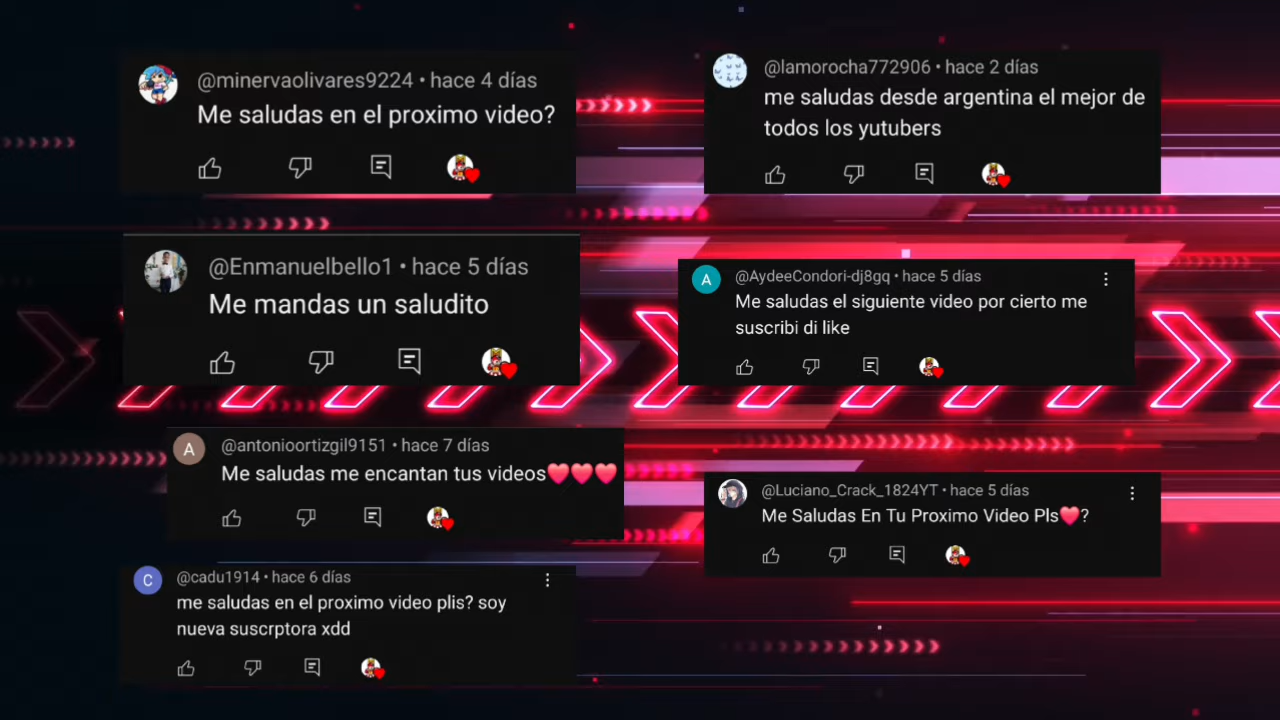 @minervaolivares9224 • hace 4 días
Me saludas en el proximo video?
@Enmanuelbello1 • hace 5 días
Me mandas un saludito
A
@antonioortizgil9151 • hace 7 días
Me saludas me encantan tus videos❤❤❤
C
@cadu1914 • hace 6 días
me saludas en el proximo video plis? soy
nueva suscrptora xdd
@lamorocha772906 • hace 2 días
me saludas desde argentina el mejor de
todos los yutubers
A
@AydeeCondori-dj8gq • hace 5 días
Me saludas el siguiente video por cierto me
suscribi di like
@Luciano_Crack_1824YT • hace 5 días
Me Saludas En Tu Proximo Video Pls❤?